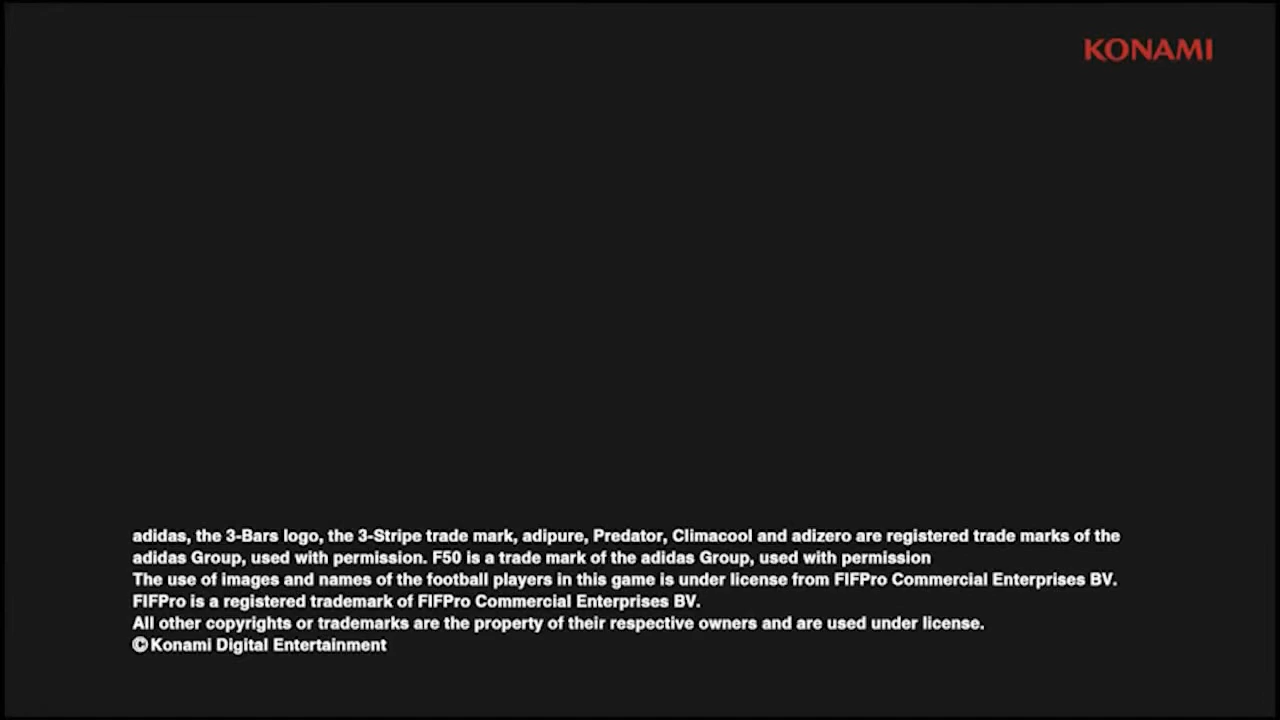 KONAMI
adidas, the 3-Bars logo, the 3-Stripe trade mark, adipure, Predator, Climacool and adizero are registered trade marks of the
adidas Group, used with permission. F50 is a trade mark of the adidas Group, used with permission
The use of images and names of the football players in this game is under license from FIFPro Commercial Enterprises BV.
FIFPro is a registered trademark of FIFPro Commercial Enterprises BV.
All other copyrights or trademarks are the property of their respective owners and are used under license.
© Konami Digital Entertainment